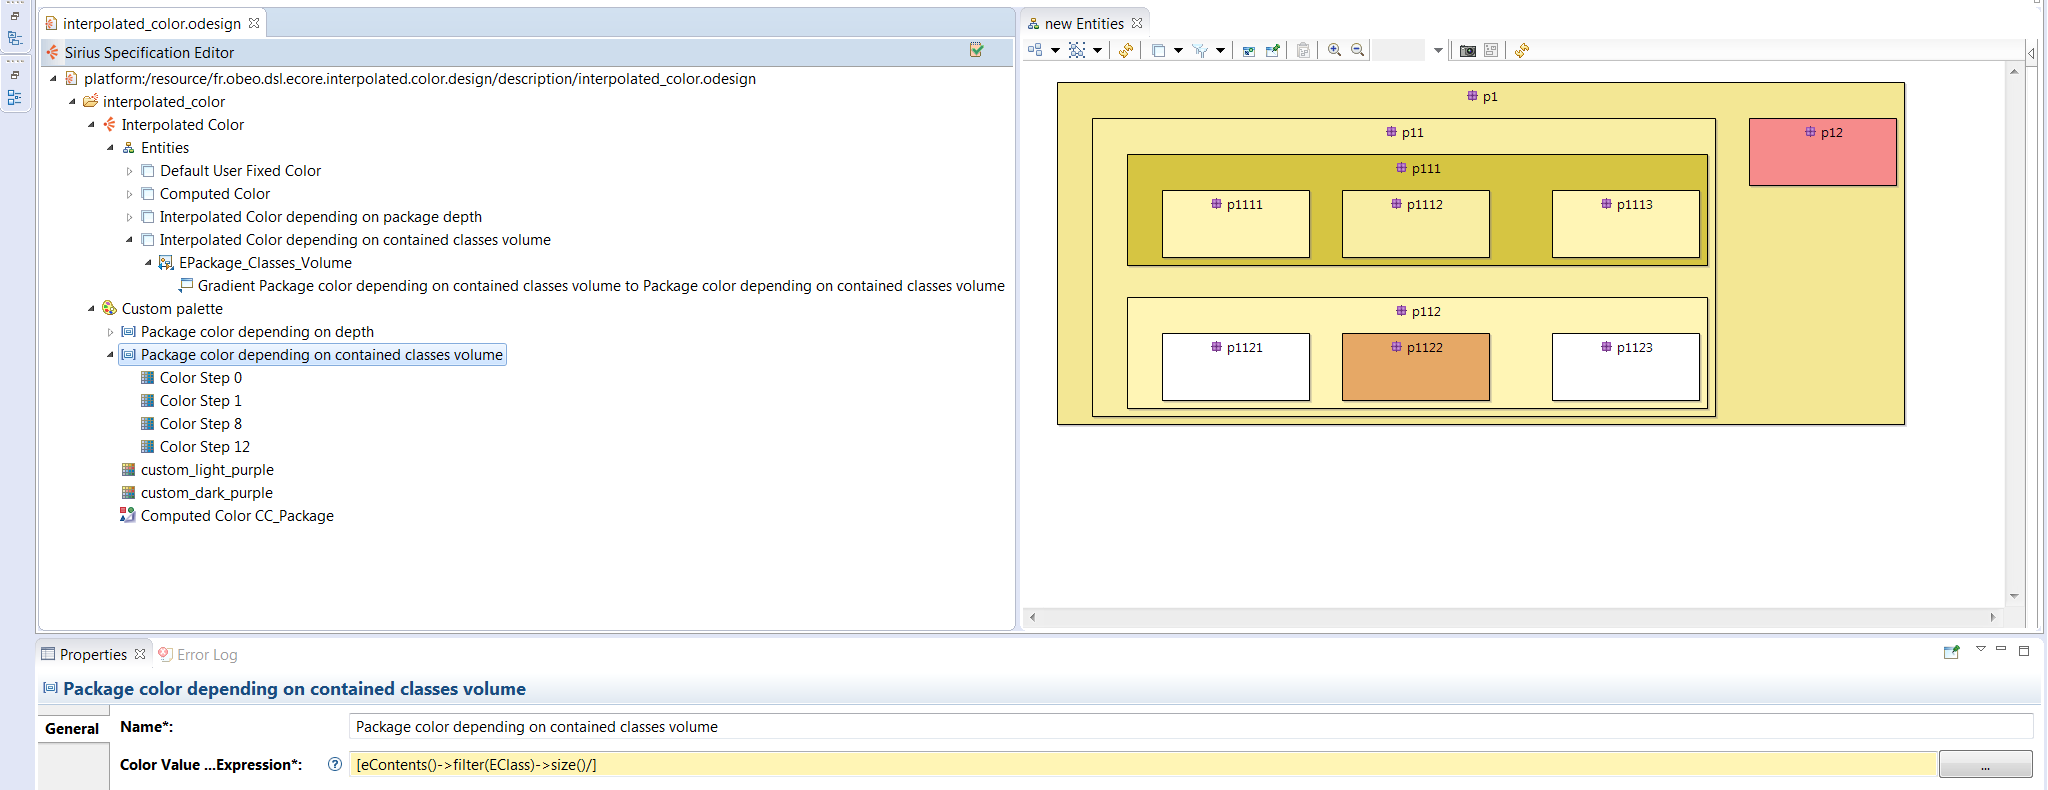 interpolated_color.odesign
Sirius Specification Editor
platform:/resource/fr.obeo.dsl.ecore.interpolated.color.design/description/interpolated_color.odesign
interpolated_color
Interpolated Color
Entities
Default User Fixed Color
Computed Color
Interpolated Color depending on package depth
Interpolated Color depending on contained classes volume
EPackage_Classes_Volume
Gradient Package color depending on contained classes volume to Package color depending on contained classes volume
Custom palette
Package color depending on depth
Package color depending on contained classes volume
Color Step 0
Color Step 1
Color Step 8
Color Step 12
custom_light_purple
custom_dark_purple
Computed Color CC_Package
new Entities
p1
p11
p12
p111
p1111
p1112
p1113
p112
p1121
p1122
p1123
Properties
Error Log
Package color depending on contained classes volume
General
Name*:
Package color depending on contained classes volume
Color Value ...Expression*:
[eContents()->filter(EClass)->size()/]
...